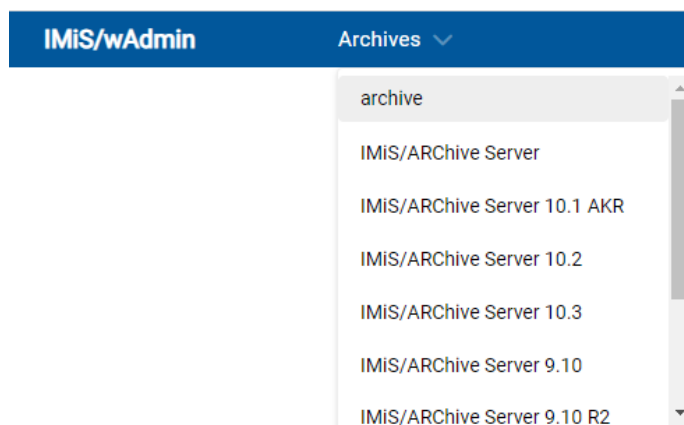 IMiS/wAdmin
Archives
archive
IMiS/ARChive Server
IMiS/ARChive Server 10.1 AKR
IMiS/ARChive Server 10.2
IMiS/ARChive Server 10.3
IMiS/ARChive Server 9.10
IMiS/ARChive Server 9.10 R2